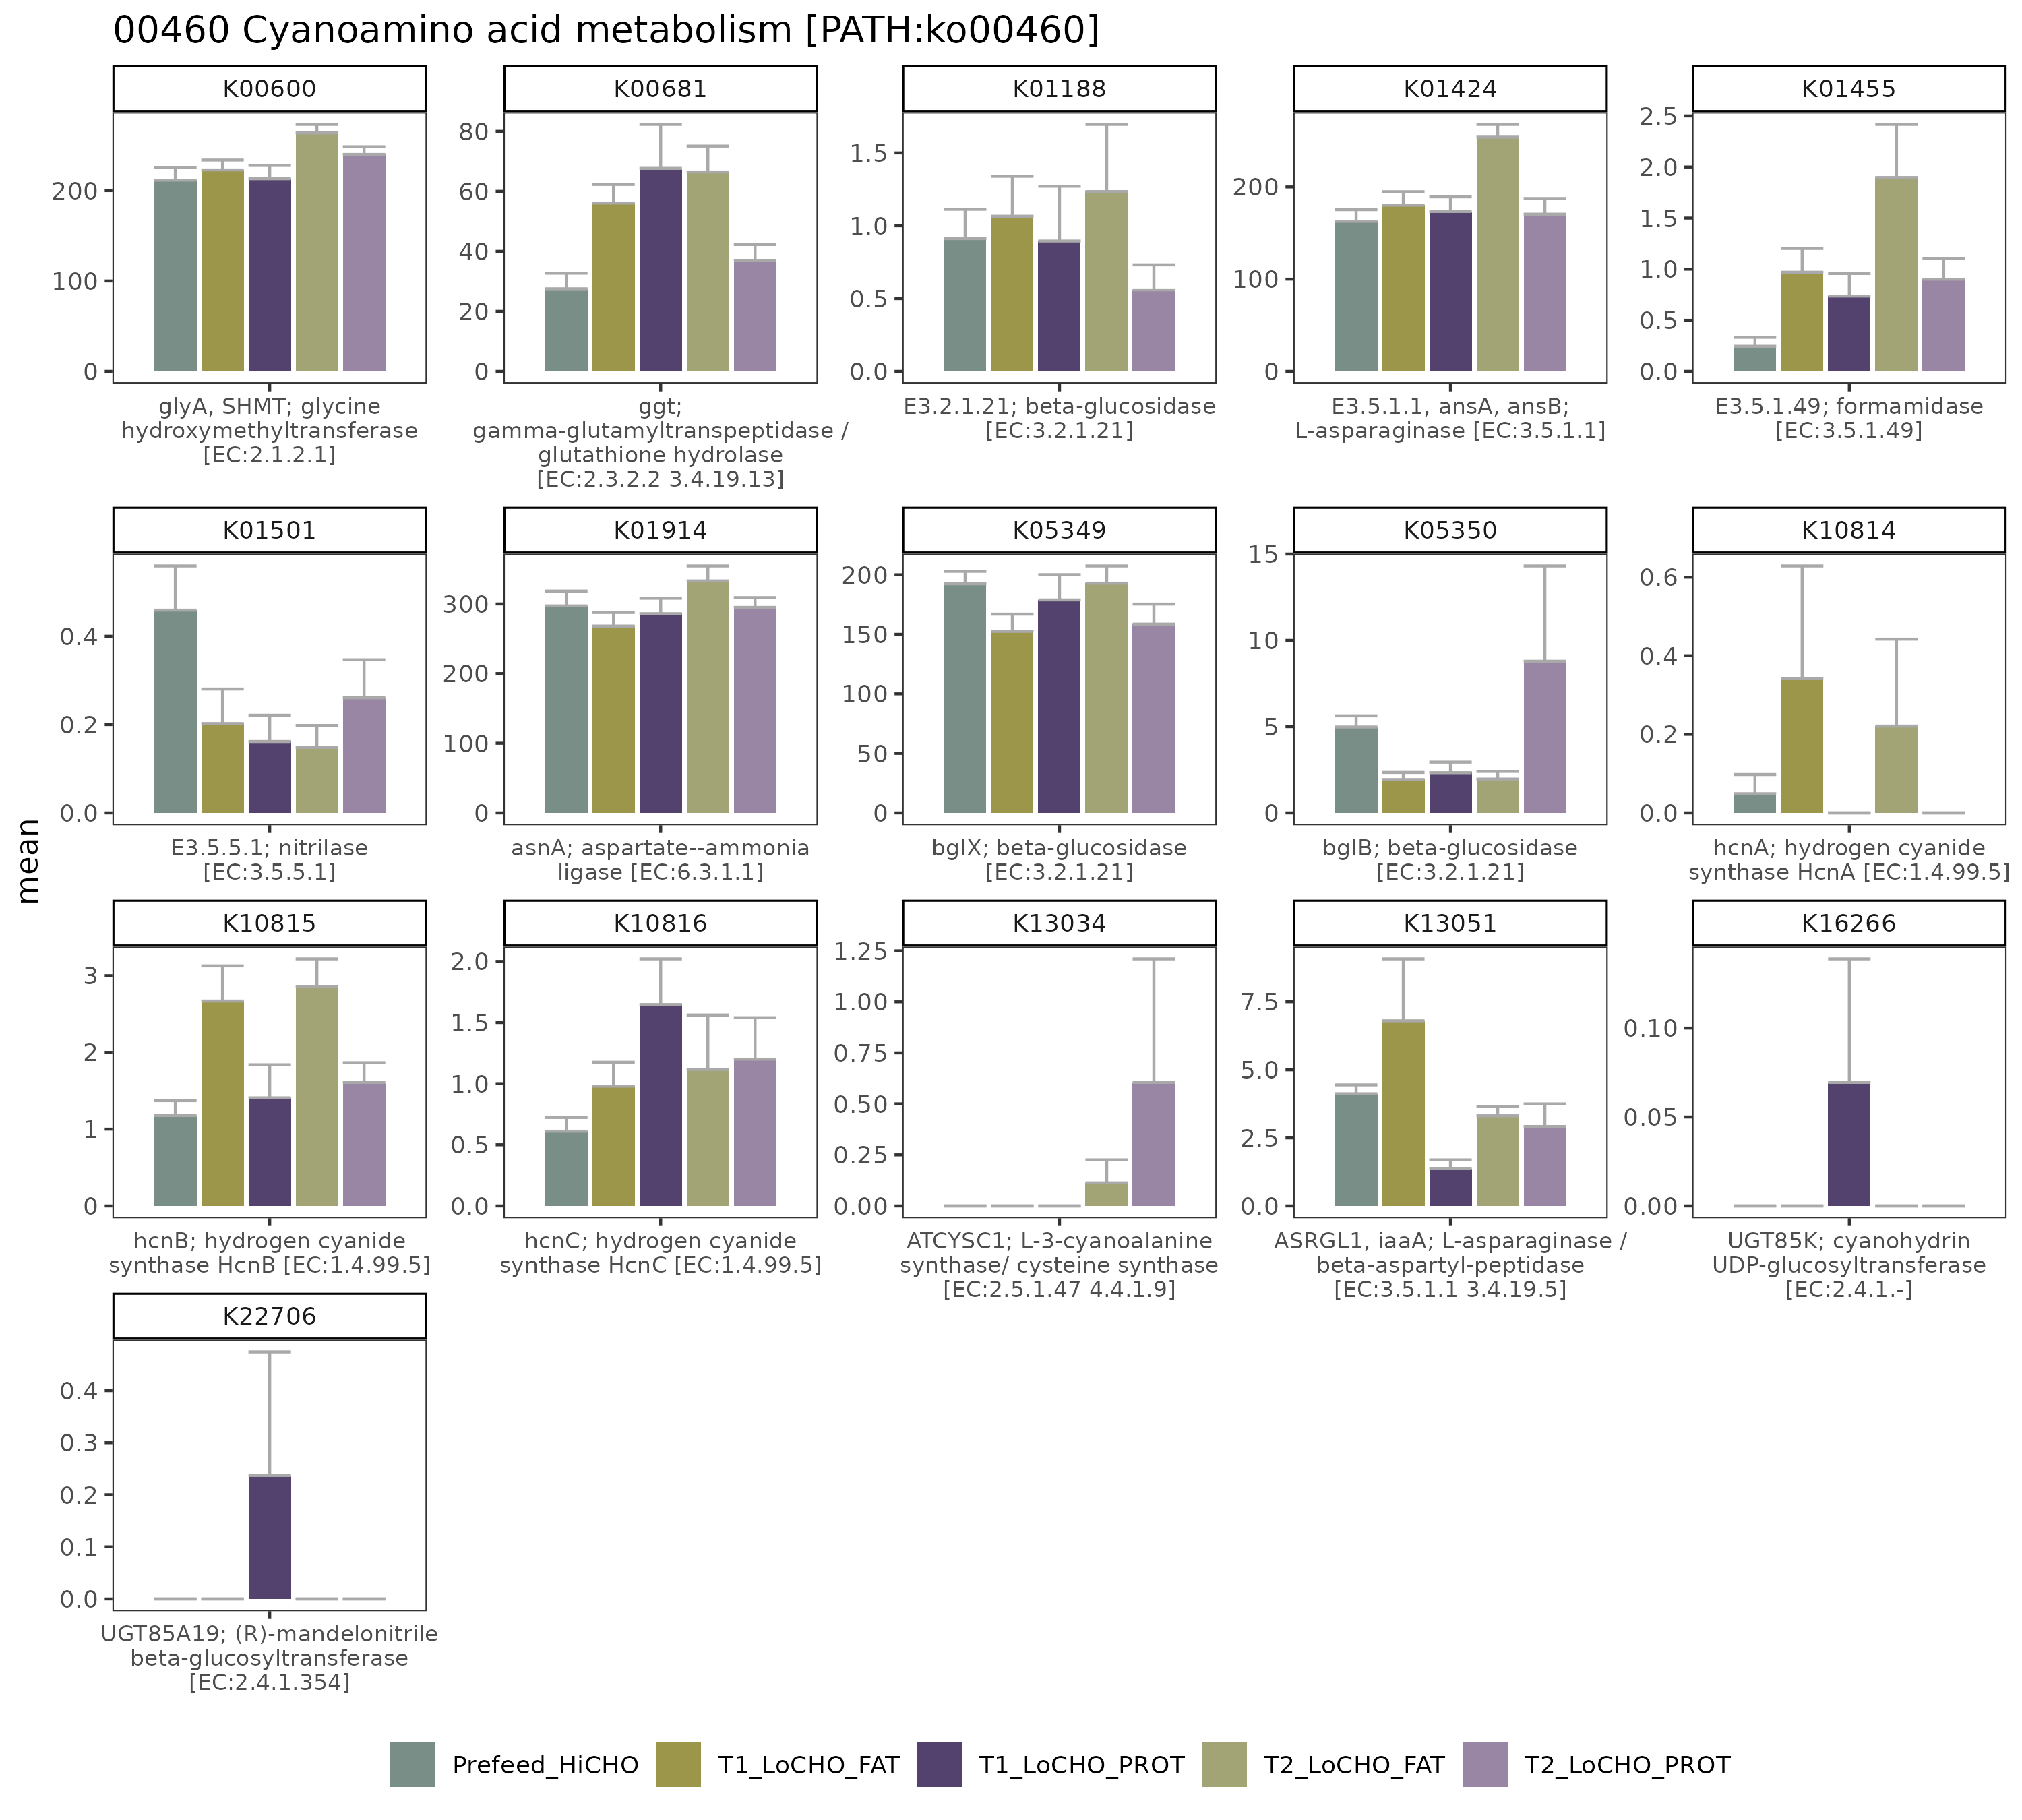 00460 Cyanoamino acid metabolism [PATH:ko00460]
mean
K00600
200
100
0
glyA, SHMT; glycine
hydroxymethyltransferase
[EC:2.1.2.1]
K00681
80
60
40
20
0
ggt;
gamma-glutamyltranspeptidase /
glutathione hydrolase
[EC:2.3.2.2 3.4.19.13]
K01188
1.5
1.0
0.5
0.0
E3.2.1.21; beta-glucosidase
[EC:3.2.1.21]
K01424
200
100
0
E3.5.1.1, ansA, ansB;
L-asparaginase [EC:3.5.1.1]
K01455
2.5
2.0
1.5
1.0
0.5
0.0
E3.5.1.49; formamidase
[EC:3.5.1.49]
K01501
0.4
0.2
0.0
E3.5.5.1; nitrilase
[EC:3.5.5.1]
K01914
300
200
100
0
asnA; aspartate--ammonia
ligase [EC:6.3.1.1]
K05349
200
150
100
50
0
bglX; beta-glucosidase
[EC:3.2.1.21]
K05350
15
10
5
0
bglB; beta-glucosidase
[EC:3.2.1.21]
K10814
0.6
0.4
0.2
0.0
hcnA; hydrogen cyanide
synthase HcnA [EC:1.4.99.5]
K10815
3
2
1
0
hcnB; hydrogen cyanide
synthase HcnB [EC:1.4.99.5]
K10816
2.0
1.5
1.0
0.5
0.0
hcnC; hydrogen cyanide
synthase HcnC [EC:1.4.99.5]
K13034
1.25
1.00
0.75
0.50
0.25
0.00
ATCYSC1; L-3-cyanoalanine
synthase/ cysteine synthase
[EC:2.5.1.47 4.4.1.9]
K13051
7.5
5.0
2.5
0.0
ASRGL1, iaaA; L-asparaginase /
beta-aspartyl-peptidase
[EC:3.5.1.1 3.4.19.5]
K16266
0.10
0.05
0.00
UGT85K; cyanohydrin
UDP-glucosyltransferase
[EC:2.4.1.-]
K22706
0.4
0.3
0.2
0.1
0.0
UGT85A19; (R)-mandelonitrile
beta-glucosyltransferase
[EC:2.4.1.354]
Prefeed_HiCHO
T1_LoCHO_FAT
T1_LoCHO_PROT
T2_LoCHO_FAT
T2_LoCHO_PROT